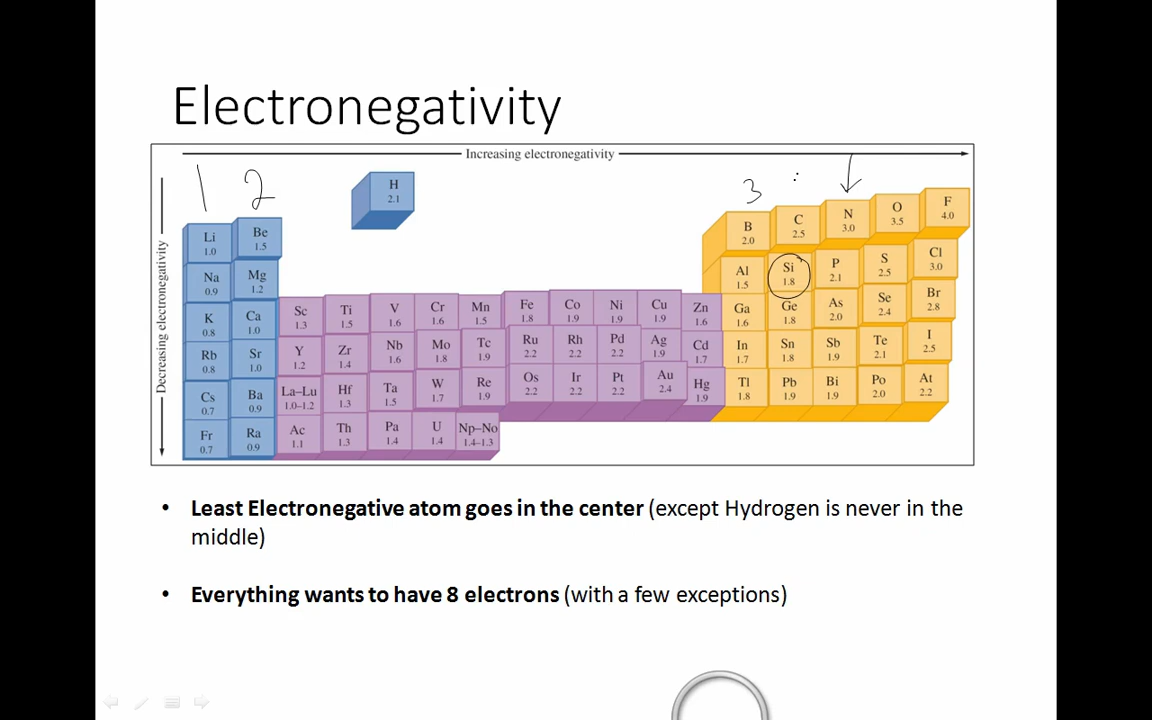 Electronegativity
Increasing electronegativity
Decreasing electronegativity
1 2 3
H
2.1
Li Be B C N O F
1.0 1.5 2.0 2.5 3.0 3.5 4.0
Na Mg Al Si P S Cl
0.9 1.2 1.5 1.8 2.1 2.5 3.0
K Ca Sc Ti V Cr Mn Fe Co Ni Cu Zn Ga Ge As Se Br
0.8 1.0 1.3 1.5 1.6 1.6 1.5 1.8 1.9 1.9 1.9 1.6 1.6 1.8 2.0 2.4 2.8
Rb Sr Y Zr Nb Mo Tc Ru Rh Pd Ag Cd In Sn Sb Te I
0.8 1.0 1.2 1.4 1.6 1.8 1.9 2.2 2.2 2.2 1.9 1.7 1.7 1.8 1.9 2.1 2.5
Cs Ba La–Lu Hf Ta W Re Os Ir Pt Au Hg Tl Pb Bi Po At
0.7 0.9 1.0–1.2 1.3 1.5 1.7 1.9 2.2 2.2 2.2 2.4 1.9 1.8 1.9 1.9 2.0 2.2
Fr Ra Ac Th Pa U Np–No
0.7 0.9 1.1 1.3 1.4 1.4 1.4–1.3
• Least Electronegative atom goes in the center (except Hydrogen is never in the
middle)
• Everything wants to have 8 electrons (with a few exceptions)